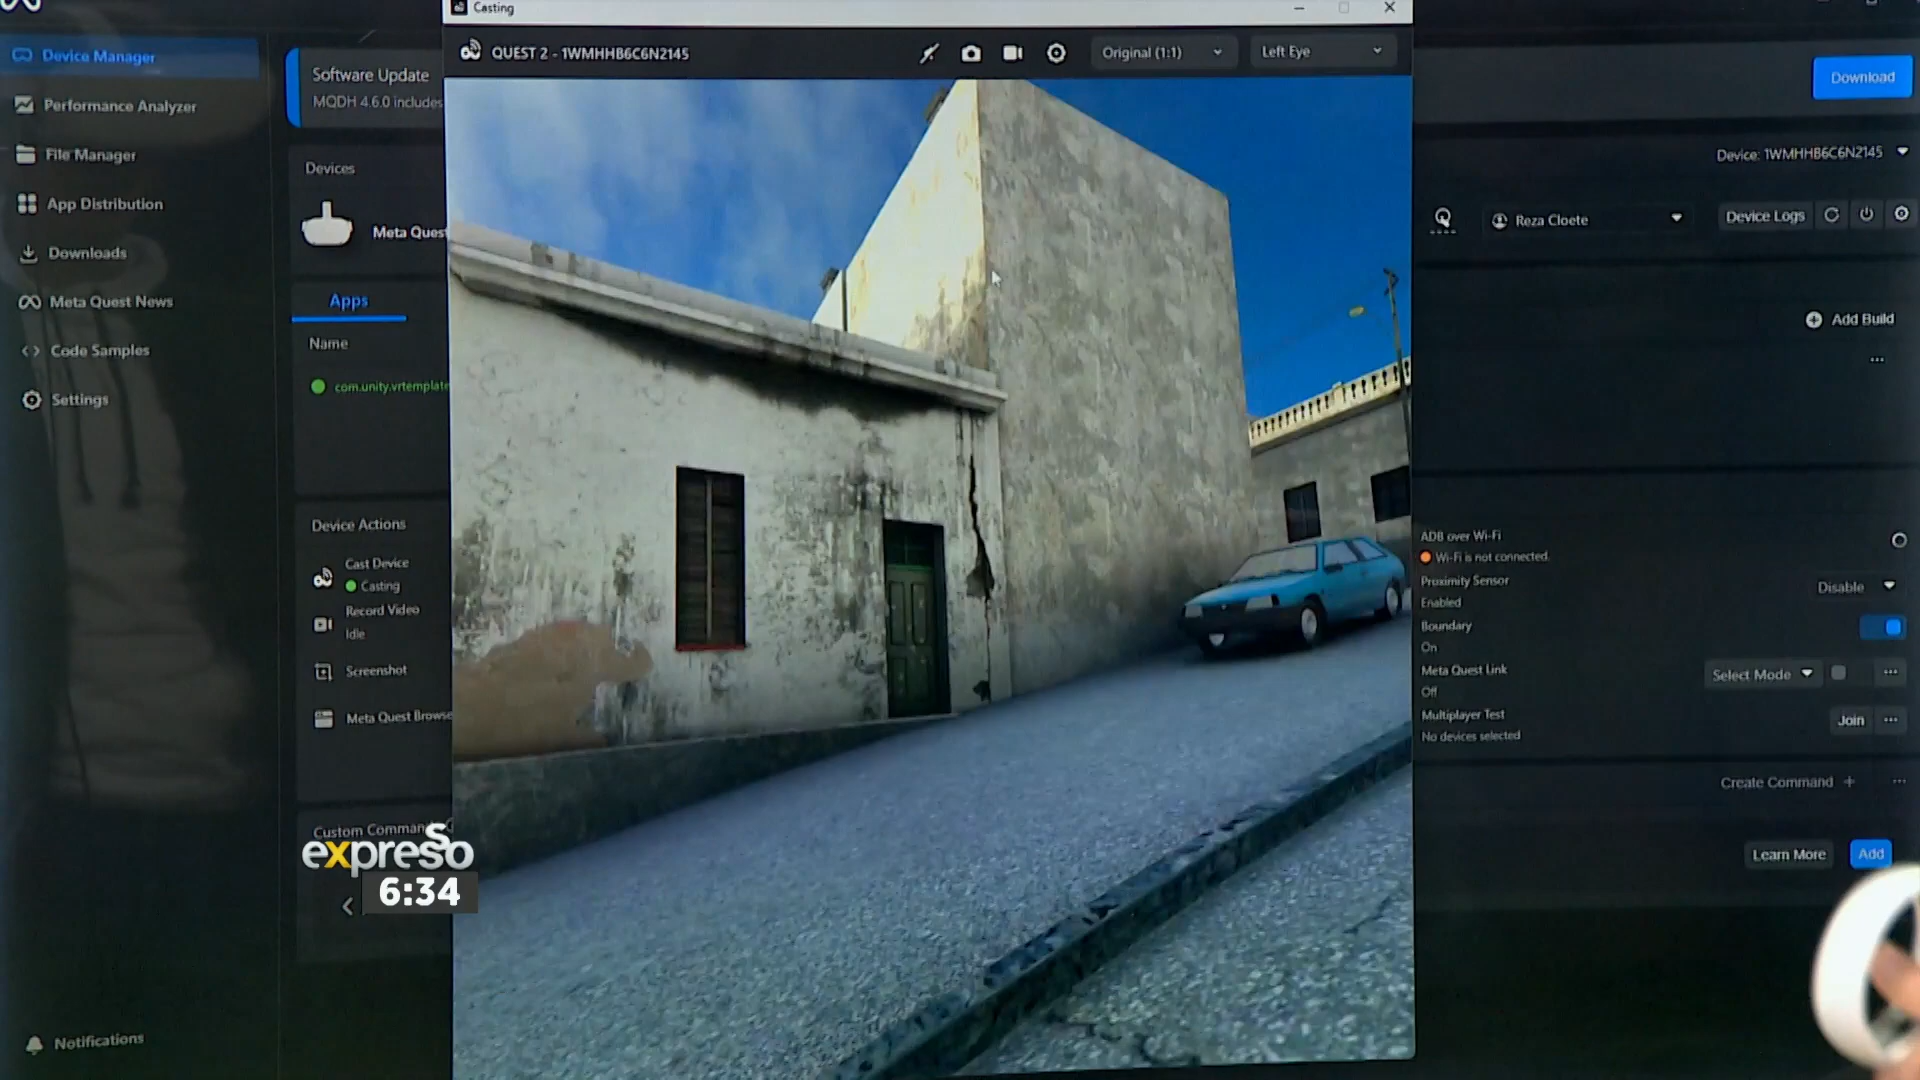 Casting
QUEST 2 - 1WMHHB6C6N2145
Original (1:1)
Left Eye
Device Manager
Performance Analyzer
File Manager
App Distribution
Downloads
Meta Quest News
Code Samples
Settings
Notifications
Software Update
MQDH 4.6.0 includes
Download
Devices
Device: 1WMHHB6C6N2145
Meta Quest
Reza Cloete
Device Logs
Apps
Add Build
Name
com.unity.vrtemplate
Device Actions
Cast Device
Casting
Record Video
Idle
Screenshot
Meta Quest Browse
ADB over Wi-Fi
Wi-Fi is not connected.
Proximity Sensor
Enabled
Disable
Boundary
On
Meta Quest Link
Off
Select Mode
Multiplayer Test
No devices selected
Join
Custom Comman
Create Command +
Learn More
Add
expresso
6:34